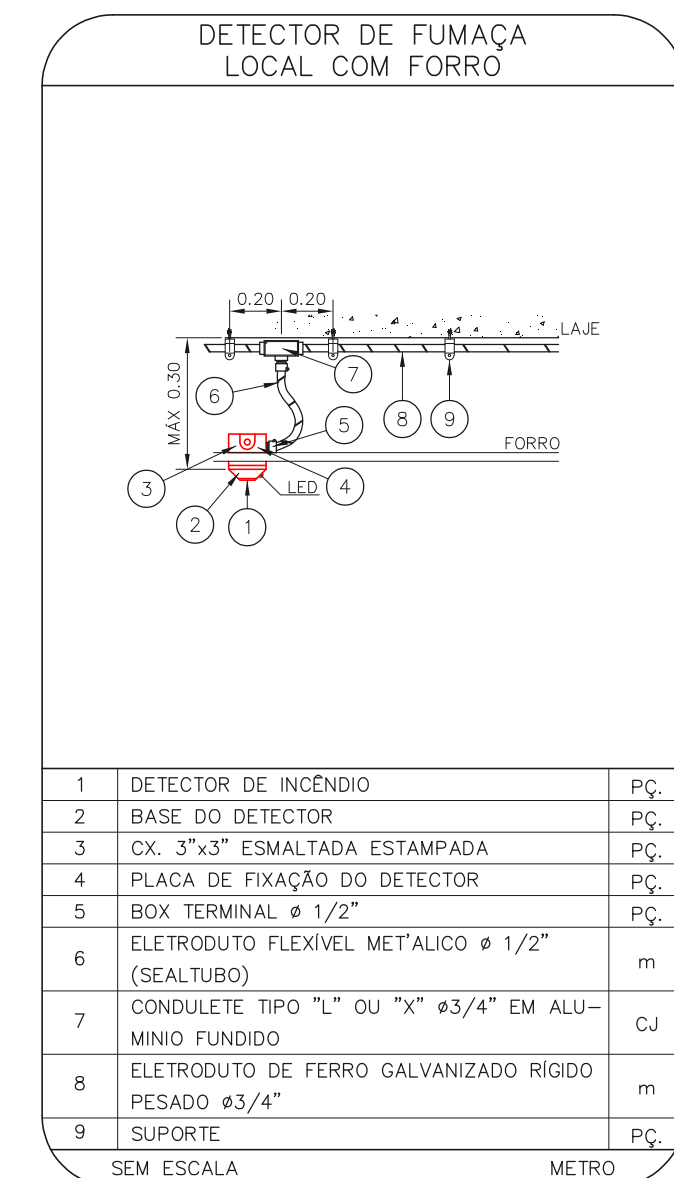 DETECTOR DE FUMAÇA
LOCAL COM FORRO
0.20 0.20
LAJE
MÁX 0.30
7
6
5
8
9
FORRO
3
LED
4
2
1
1 DETECTOR DE INCÊNDIO PÇ.
2 BASE DO DETECTOR PÇ.
3 CX. 3"x3" ESMALTADA ESTAMPADA PÇ.
4 PLACA DE FIXAÇÃO DO DETECTOR PÇ.
5 BOX TERMINAL ø 1/2" PÇ.
6 ELETRODUTO FLEXÍVEL MET'ALICO ø 1/2"
(SEALTUBO) m
7 CONDULETE TIPO "L" OU "X" ø3/4" EM ALU-
MINIO FUNDIDO CJ
8 ELETRODUTO DE FERRO GALVANIZADO RÍGIDO
PESADO ø3/4" m
9 SUPORTE PÇ.
SEM ESCALA METRO